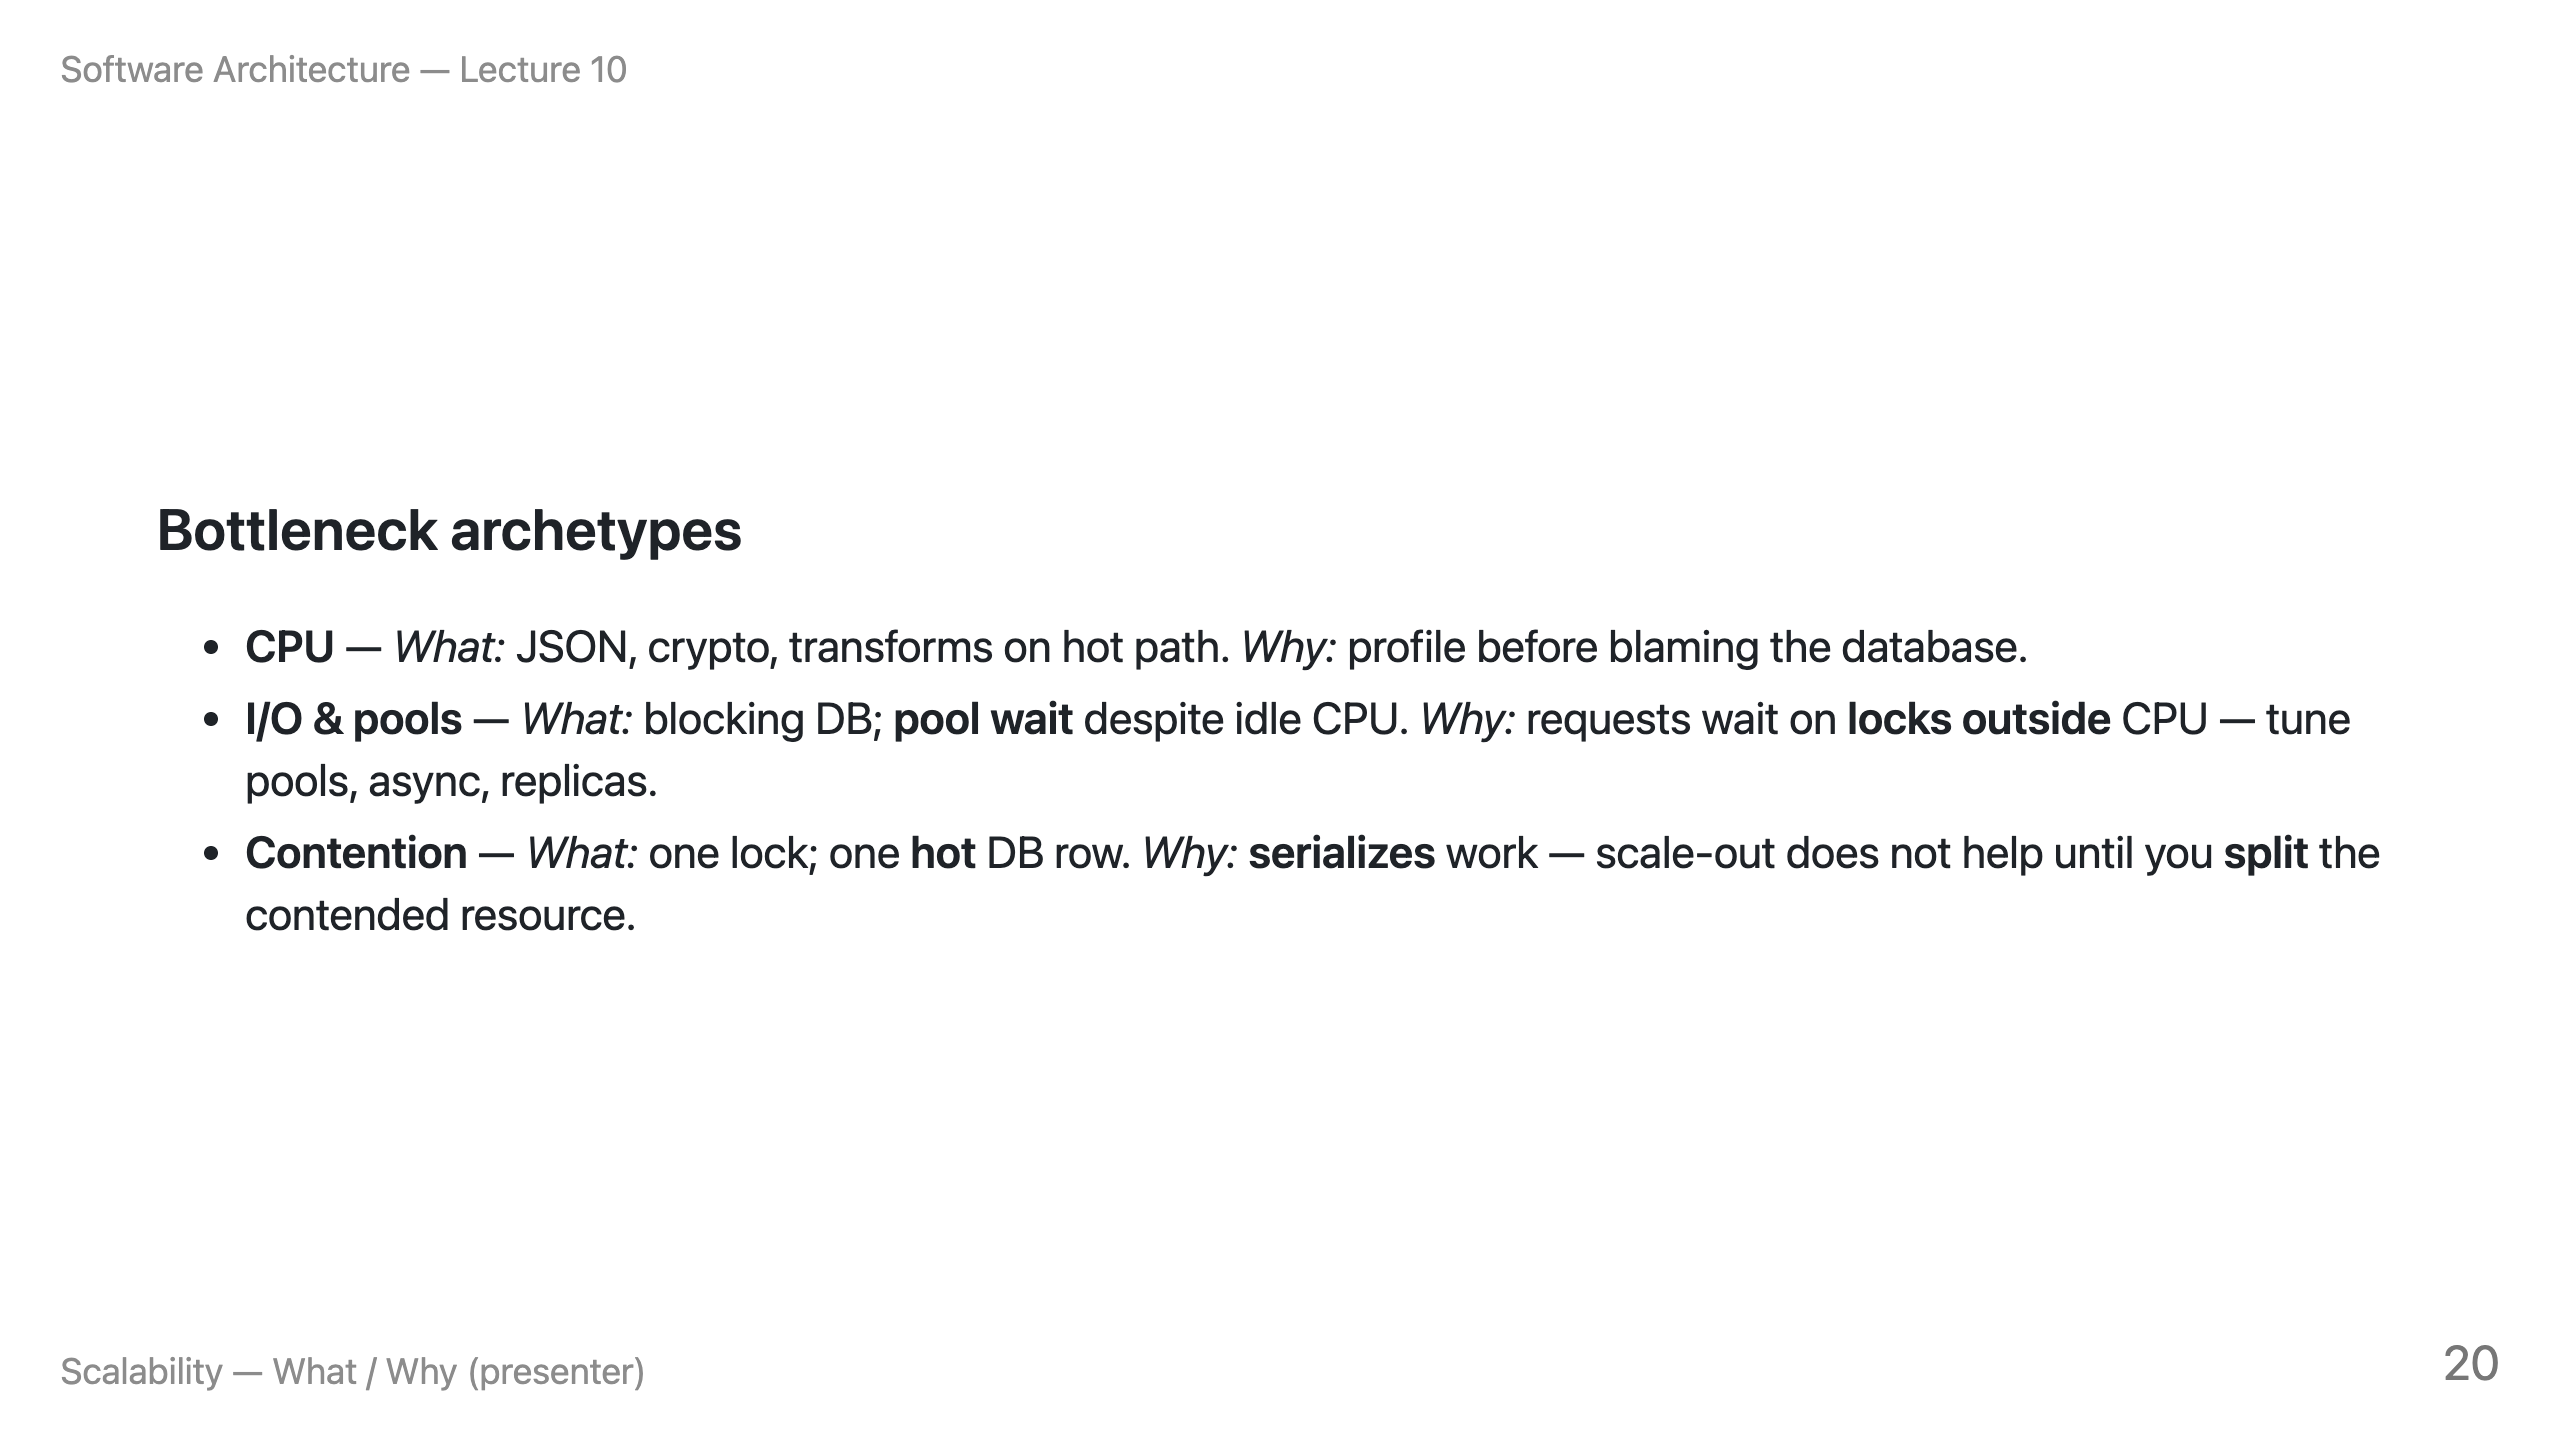 Software Architecture — Lecture 10
Bottleneck archetypes
• CPU — What: JSON, crypto, transforms on hot path. Why: profile before blaming the database.
• I/O & pools — What: blocking DB; pool wait despite idle CPU. Why: requests wait on locks outside CPU — tune
pools, async, replicas.
• Contention — What: one lock; one hot DB row. Why: serializes work — scale-out does not help until you split the
contended resource.
Scalability — What / Why (presenter)
20